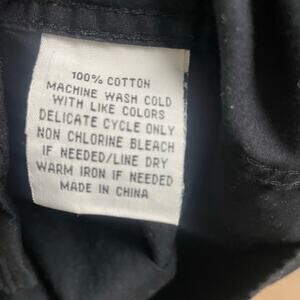 100% COTTON
MACHINE WASH COLD
WITH LIKE COLORS
DELICATE CYCLE ONLY
NON CHLORINE BLEACH
IF NEEDED/LINE DRY
WARM IRON IF NEEDED
MADE IN CHINA